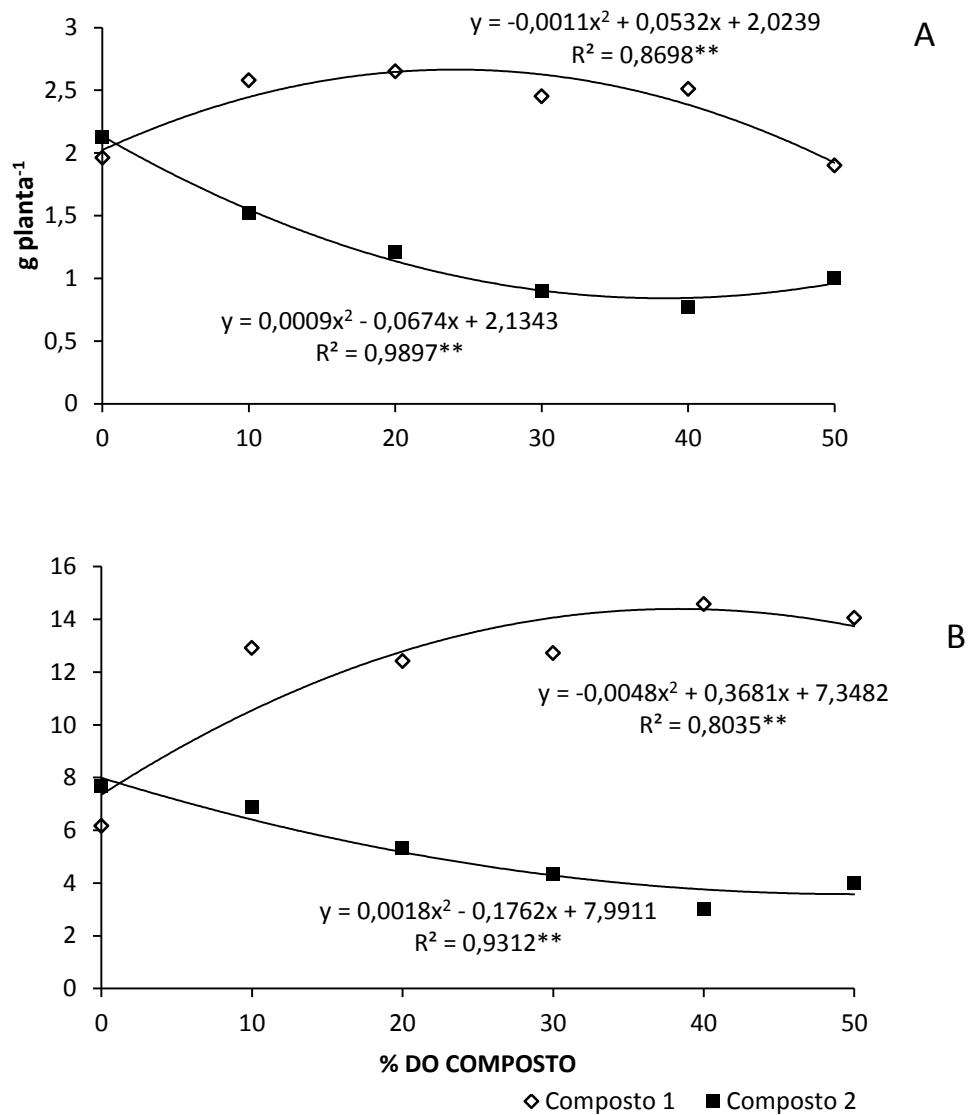 y = -0,0011x² + 0,0532x + 2,0239
R² = 0,8698**
A
3
2,5
2
1,5
1
0,5
0
g planta⁻¹
y = 0,0009x² - 0,0674x + 2,1343
R² = 0,9897**
0 10 20 30 40 50
16
14
12
10
8
6
4
2
0
B
y = -0,0048x² + 0,3681x + 7,3482
R² = 0,8035**
y = 0,0018x² - 0,1762x + 7,9911
R² = 0,9312**
0 10 20 30 40 50
% DO COMPOSTO
Composto 1 Composto 2